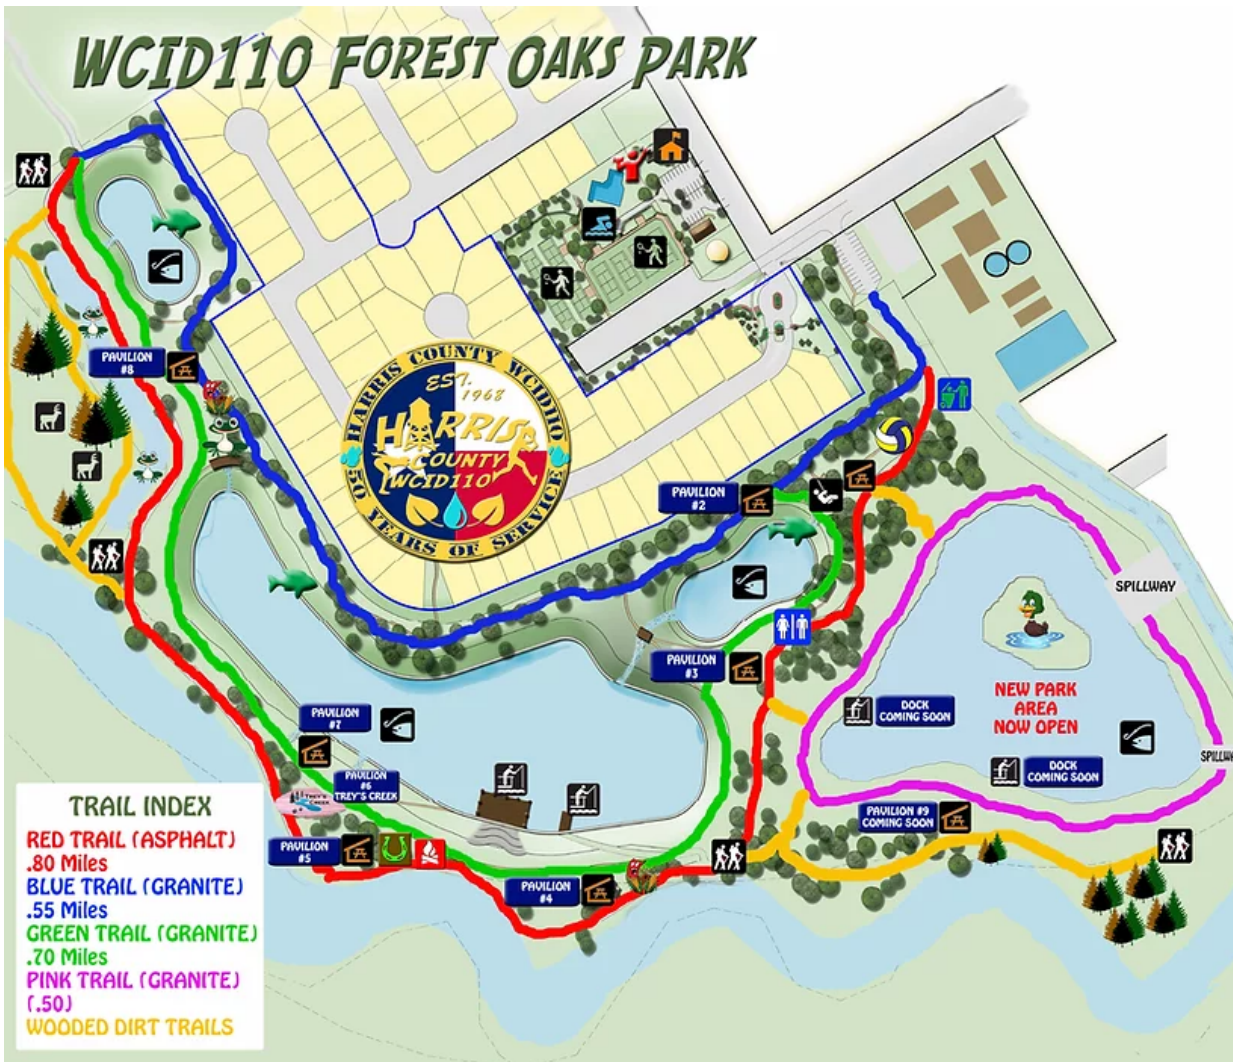 WCID110 FOREST OAKS PARK
PAVILION
#8
HARRIS COUNTY WCID110
EST.
1968
HARRIS
COUNTY
WCID110
50 YEARS OF SERVICE
PAVILION
#2
SPILLWAY
PAVILION
#3
NEW PARK
AREA
NOW OPEN
DOCK
COMING SOON
PAVILION
#7
SPILLWA
DOCK
COMING SOON
PAVILION
#6
TREY'S CREEK
TREY'S
CREEK
PAVILION #9
COMING SOON
PAVILION
#5
PAVILION
#4
TRAIL INDEX
RED TRAIL (ASPHALT)
.80 Miles
BLUE TRAIL (GRANITE)
.55 Miles
GREEN TRAIL (GRANITE)
.70 Miles
PINK TRAIL (GRANITE)
(.50)
WOODED DIRT TRAILS